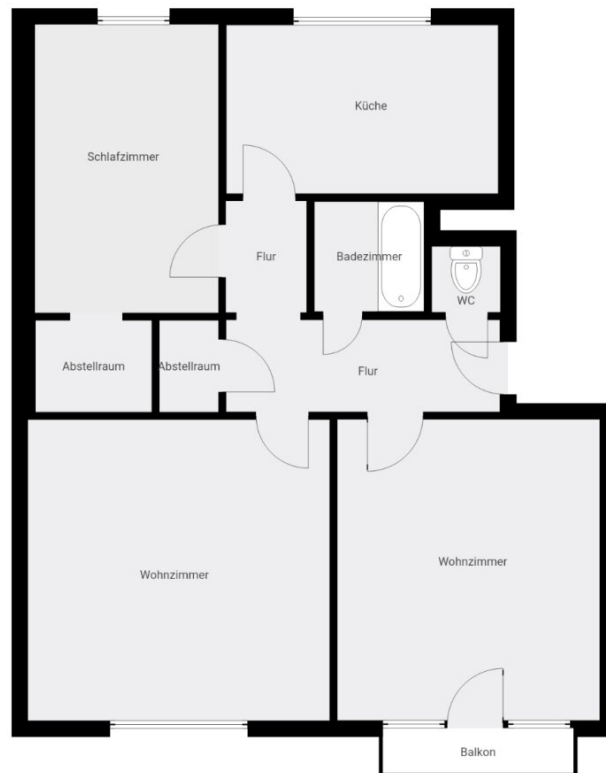 Küche
Schlafzimmer
Flur
Badezimmer
WC
Abstellraum
Abstellraum
Flur
Wohnzimmer
Wohnzimmer
Balkon